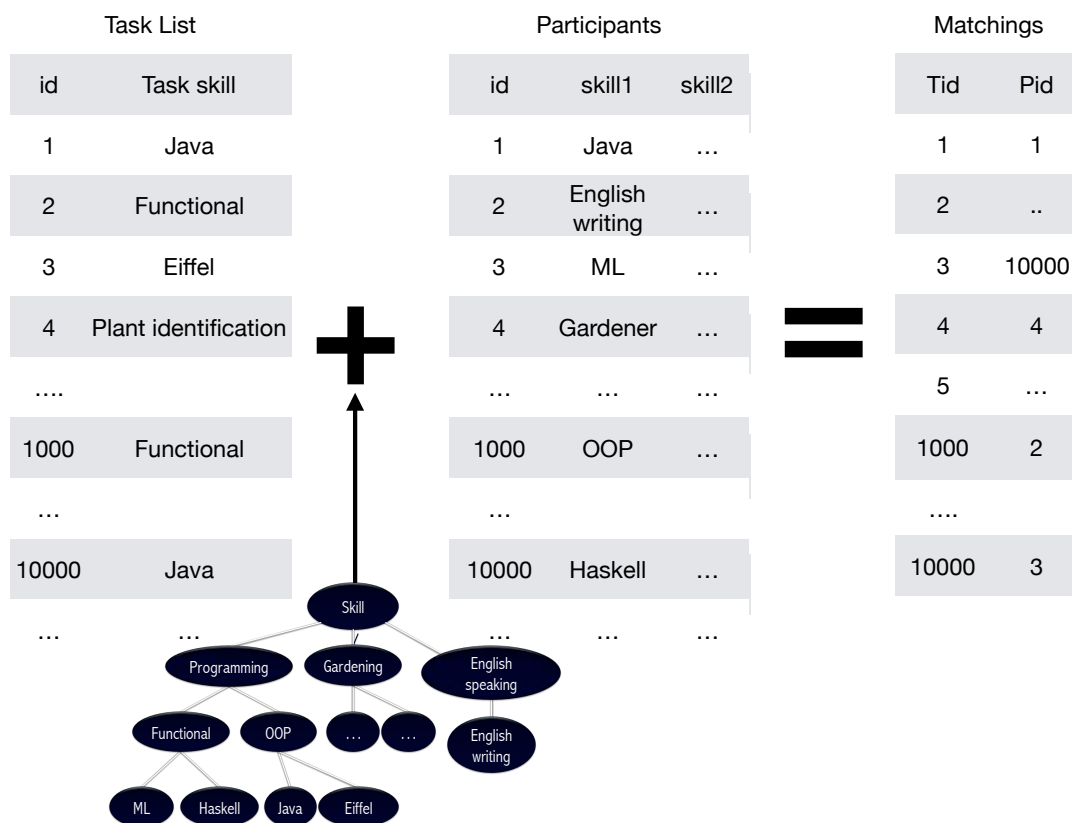 Task List
Participants
Matchings
id Task skill
id skill1 skill2
Tid Pid
1 Java
1 Java …
1 1
2 Functional
2 English writing …
2 ..
3 Eiffel
3 ML …
3 10000
4 Plant identification
4 Gardener …
4 4
….
… … …
5 …
1000 Functional
1000 OOP …
1000 2
…
…
….
10000 Java
10000 Haskell …
10000 3
… …
… … …
Skill
Programming
Gardening
English
speaking
Functional
OOP
…
…
English
writing
ML
Haskell
Java
Eiffel